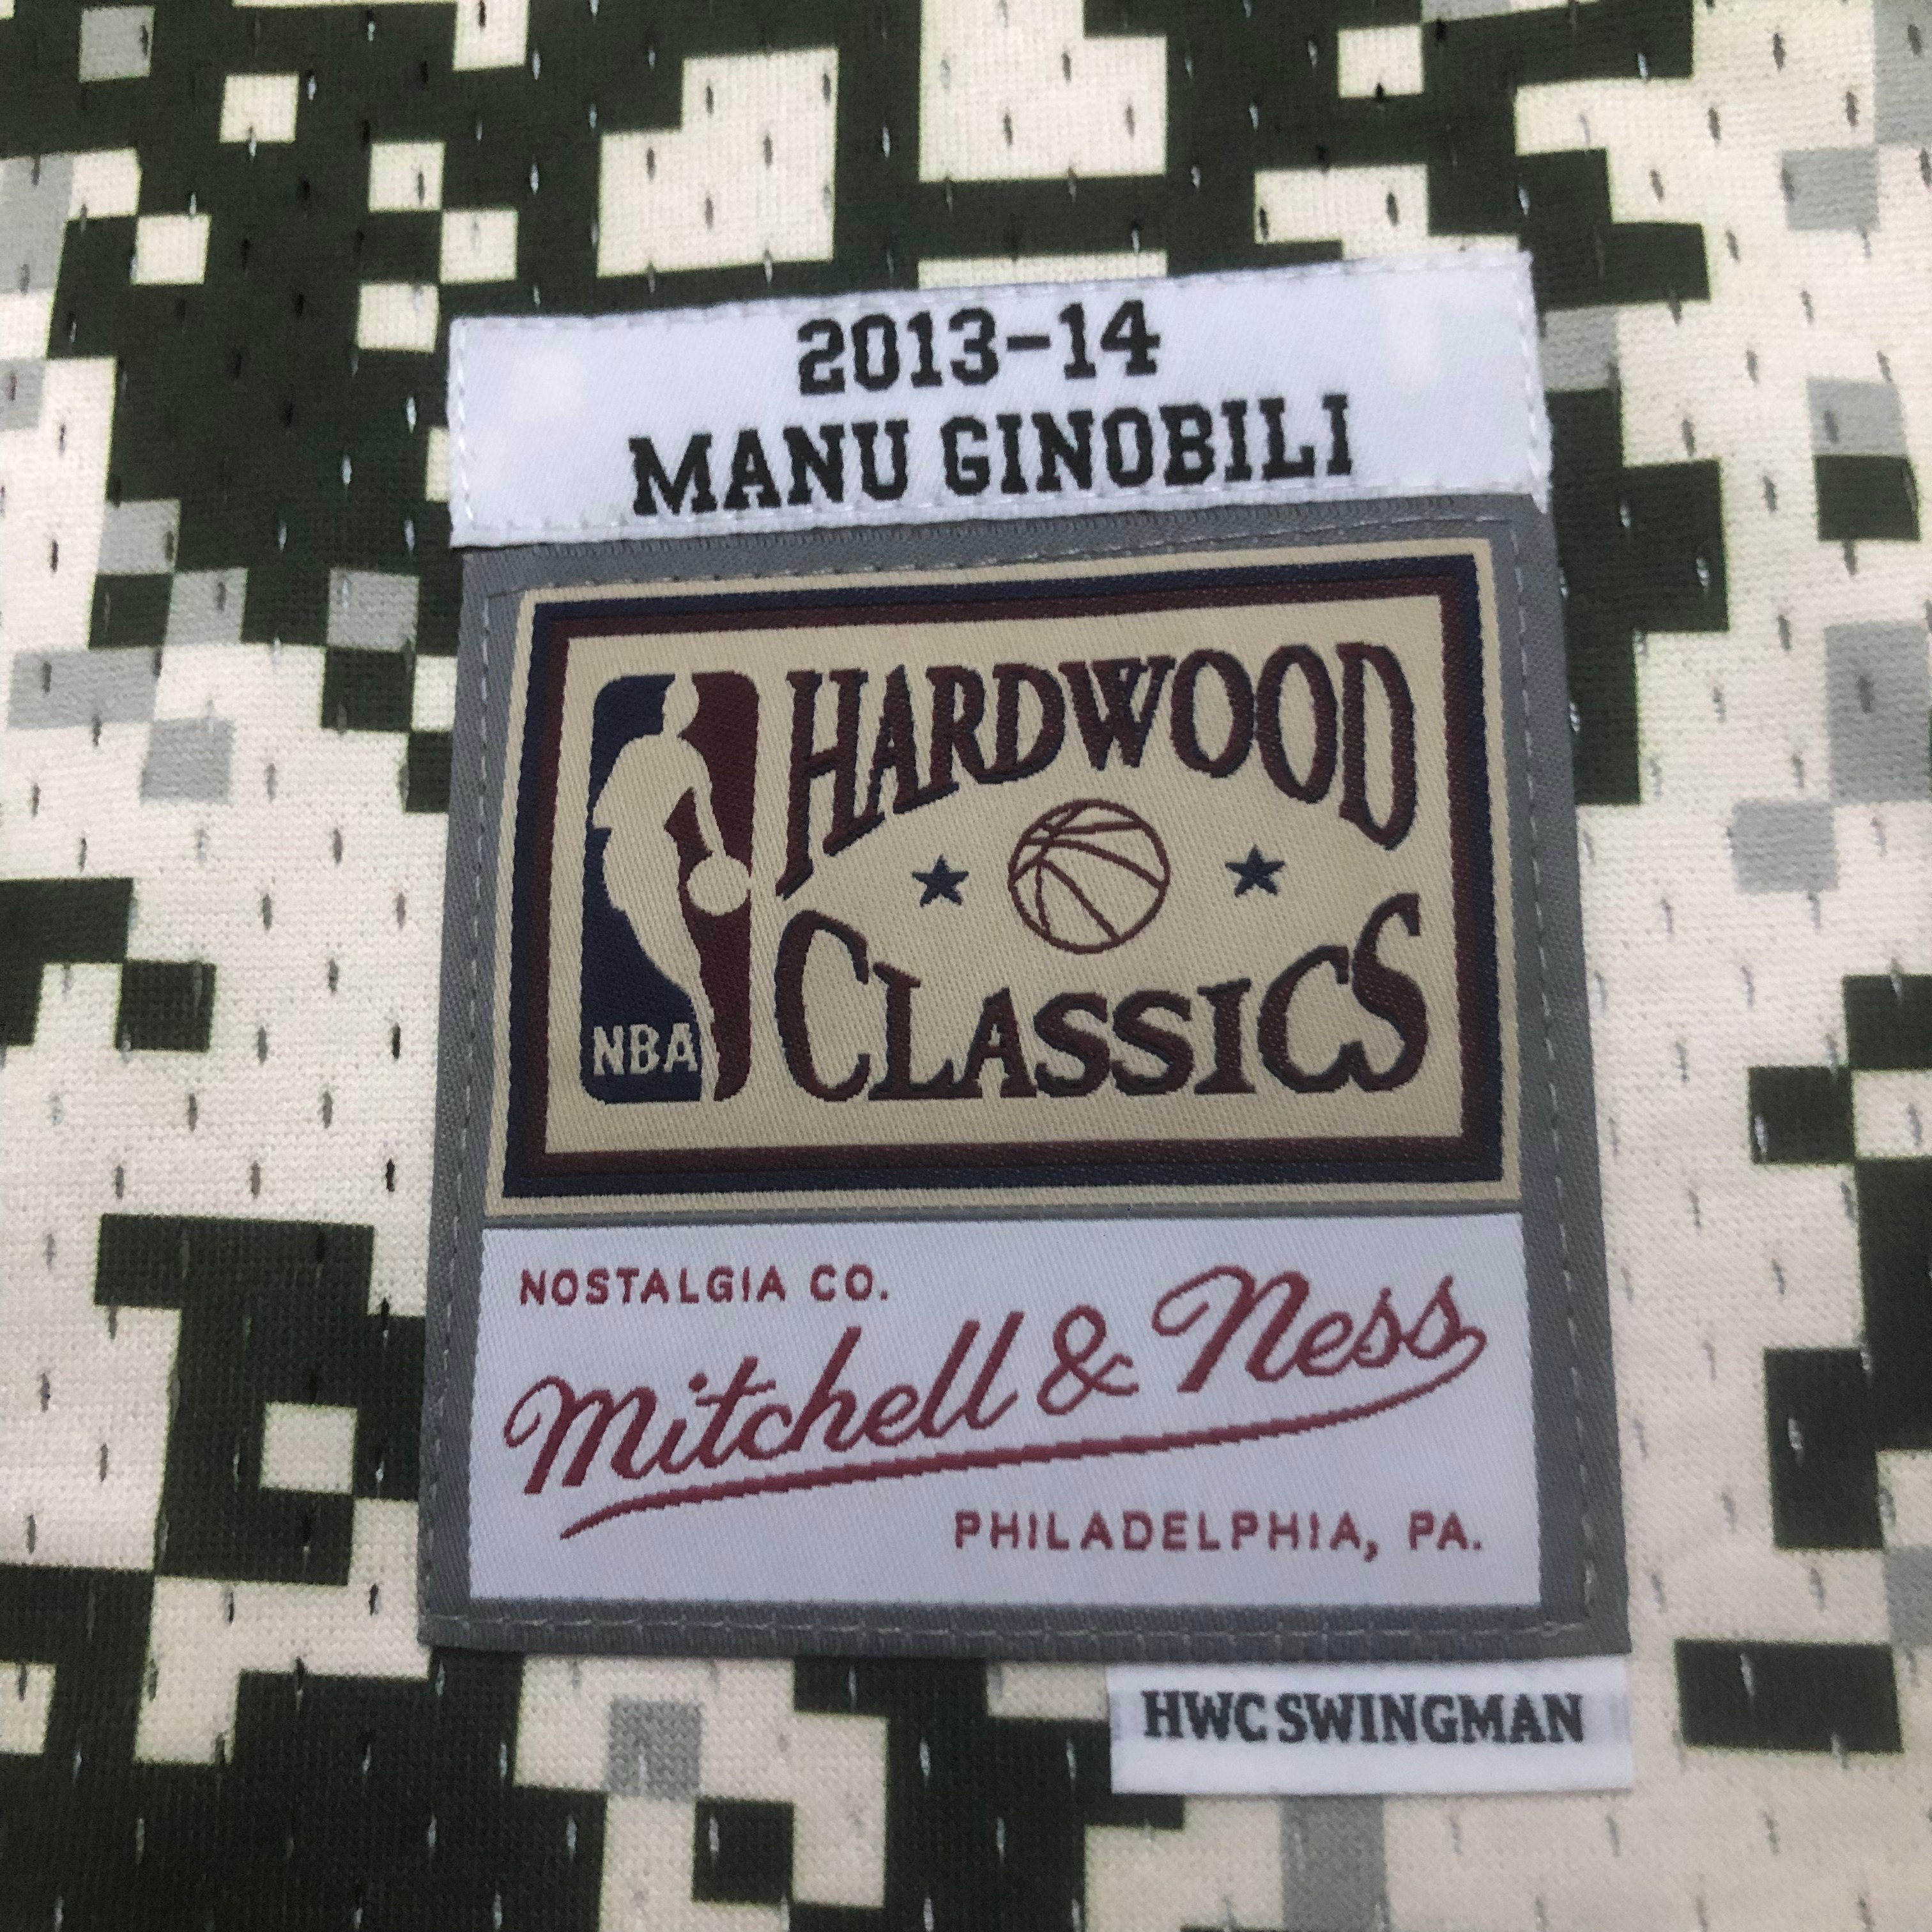 2013-14
MANU GINOBILI
HARDWOOD
CLASSICS
NBA
NOSTALGIA CO.
Mitchell & Ness
PHILADELPHIA, PA.
HWC SWINGMAN